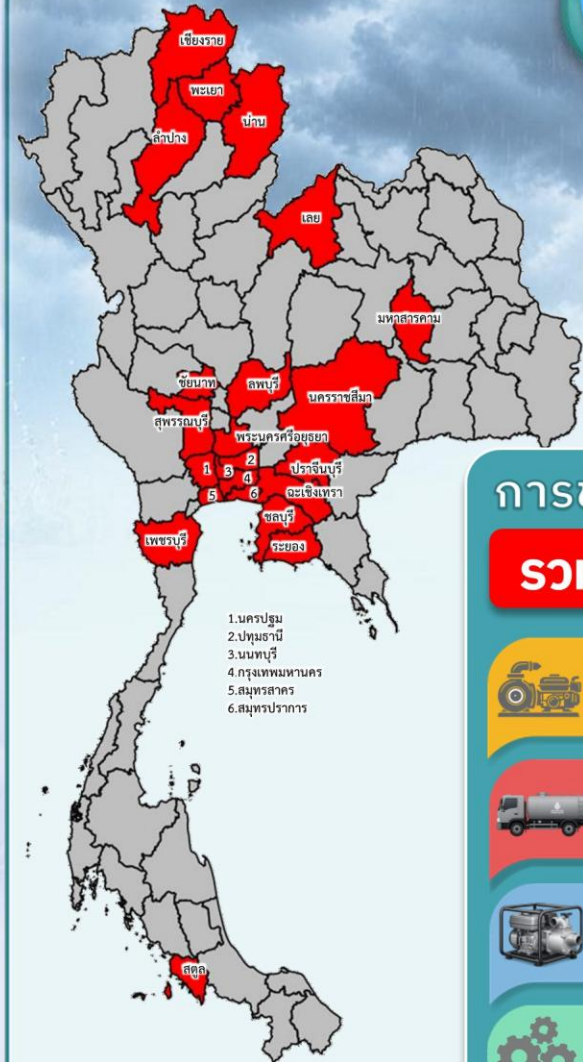 เชียงราย
พะเยา
น่าน
ลำปาง
เลย
มหาสารคาม
ชัยนาท
ลพบุรี
นครราชสีมา
สุพรรณบุรี
พระนครศรีอยุธยา
1
2
3
4
5
6
ปราจีนบุรี
ฉะเชิงเทรา
ชลบุรี
ระยอง
เพชรบุรี
1.นครปฐม
2.ปทุมธานี
3.นนทบุรี
4.กรุงเทพมหานคร
5.สมุทรสาคร
6.สมุทรปราการ
สตูล
การ
รวม